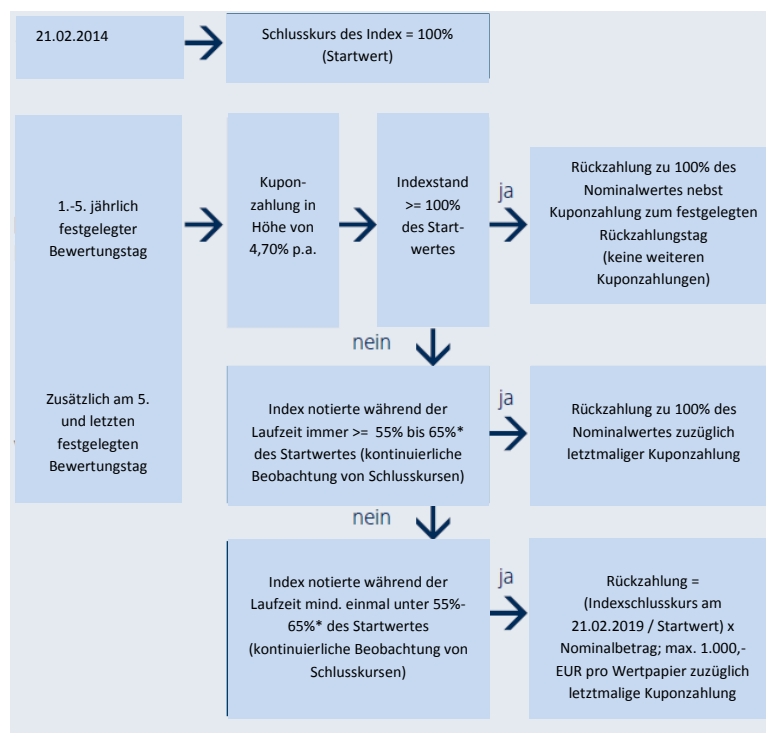 21.02.2014
Schlusskurs des Index = 100%
(Startwert)
1.-5. jährlich
festgelegter
Bewertungstag
Kupon-
zahlung in
Höhe von
4,70% p.a.
Indexstand
>= 100%
des Start-
wertes
ja
Rückzahlung zu 100% des
Nominalwertes nebst
Kuponzahlung zum festgelegten
Rückzahlungstag
(keine weiteren
Kuponzahlungen)
nein
Zusätzlich am 5.
und letzten
festgelegten
Bewertungstag
Index notierte während der
Laufzeit immer >= 55% bis 65%*
des Startwertes (kontinuierliche
Beobachtung von Schlusskursen)
ja
Rückzahlung zu 100% des
Nominalwertes zuzüglich
letztmaliger Kuponzahlung
nein
Index notierte während der
Laufzeit mind. einmal unter 55%-
65%* des Startwertes
(kontinuierliche Beobachtung von
Schlusskursen)
ja
Rückzahlung =
(Indexschlusskurs am
21.02.2019 / Startwert) x
Nominalbetrag; max. 1.000,-
EUR pro Wertpapier zuzüglich
letztmalige Kuponzahlung